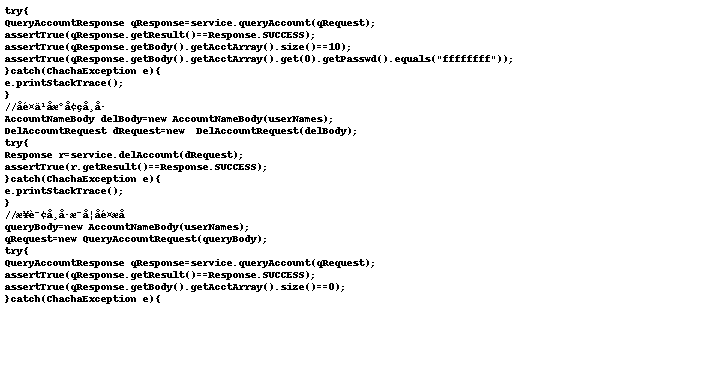 try{
QueryAccountResponse qResponse=service.queryAccount(qRequest);
assertTrue(qResponse.getResult()==Response.SUCCESS);
assertTrue(qResponse.getBody().getAcctArray().size()==10);
assertTrue(qResponse.getBody().getAcctArray().get(0).getPasswd().equals("ffffffff"));
}catch(ChachaException e){
e.printStackTrace();
}
//
AccountNameBody delBody=new AccountNameBody(userNames);
DelAccountRequest dRequest=new  DelAccountRequest(delBody);
try{
Response r=service.delAccount(dRequest);
assertTrue(r.getResult()==Response.SUCCESS);
}catch(ChachaException e){
e.printStackTrace();
}
//
queryBody=new AccountNameBody(userNames);
qRequest=new QueryAccountRequest(queryBody);
try{
QueryAccountResponse qResponse=service.queryAccount(qRequest);
assertTrue(qResponse.getResult()==Response.SUCCESS);
assertTrue(qResponse.getBody().getAcctArray().size()==0);
}catch(ChachaException e){